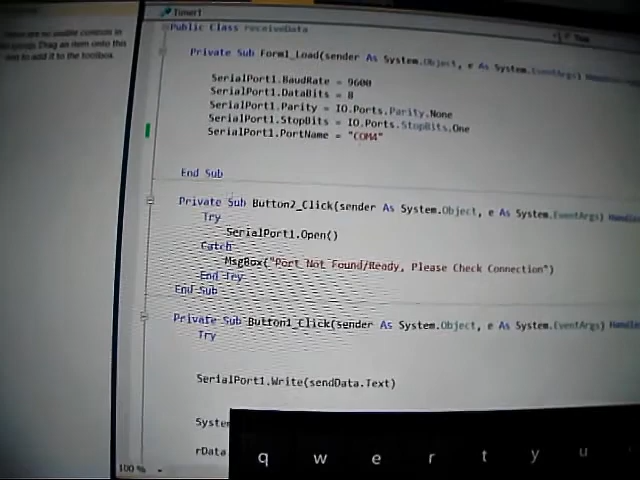 Timer1
Public Class receiveData
Private Sub Form1_Load(sender As System.Object, e As System.EventArgs)
SerialPort1.BaudRate = 9600
SerialPort1.DataBits = 8
SerialPort1.Parity = IO.Ports.Parity.None
SerialPort1.StopBits = IO.Ports.StopBits.One
SerialPort1.PortName = "COM4"
End Sub
Private Sub Button2_Click(sender As System.Object, e As System.EventArgs)
Try
SerialPort1.Open()
Catch
MsgBox("Port Not Found/Ready, Please Check Connection")
End Try
End Sub
Private Sub Button1_Click(sender As System.Object, e As System.EventArgs)
Try
SerialPort1.Write(sendData.Text)
Syste
rData
q w e r t y u
100 %